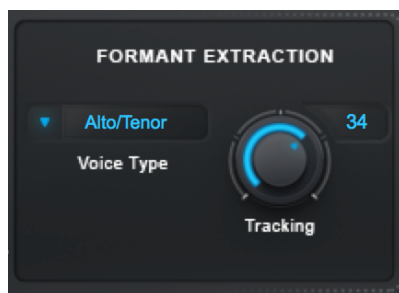 FORMANT EXTRACTION
Alto/Tenor
34
Voice Type
Tracking